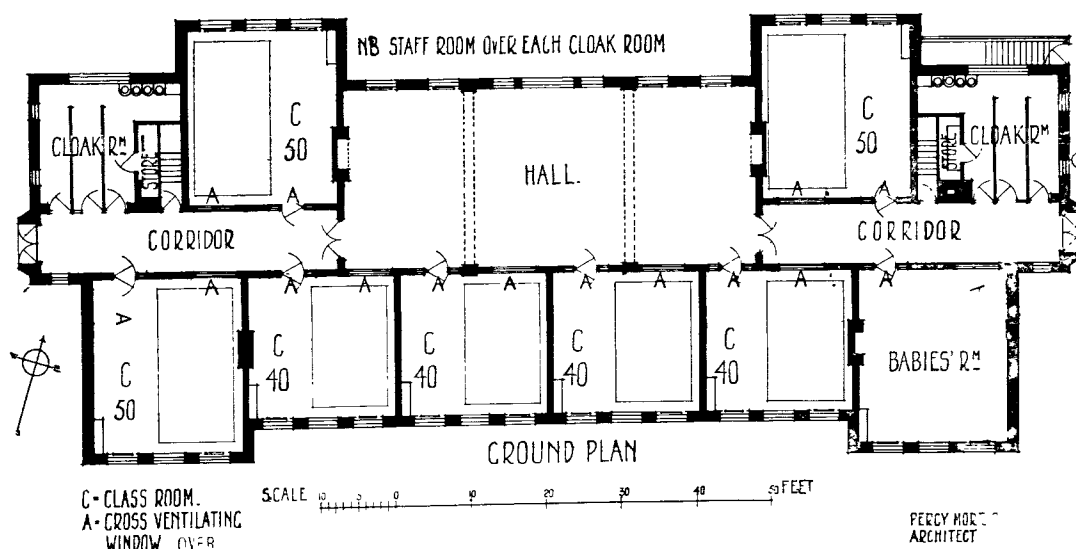 NB STAFF ROOM OVER EACH CLOAK ROOM
C
50
C
50
CLOAK RM
STORE
HALL.
STORE
CLOAK RM
A
A
A
A
CORRIDOR
CORRIDOR
A
A
A
A
A
A
A
A
A
A
A
A
C
50
C
40
C
40
C
40
C
40
BABIES' RM
GROUND PLAN
C = CLASS ROOM.
A = CROSS VENTILATING
WINDOW OVER
SCALE 10 5 0 10 20 30 40 50 FEET
PERCY
ARCHITECT